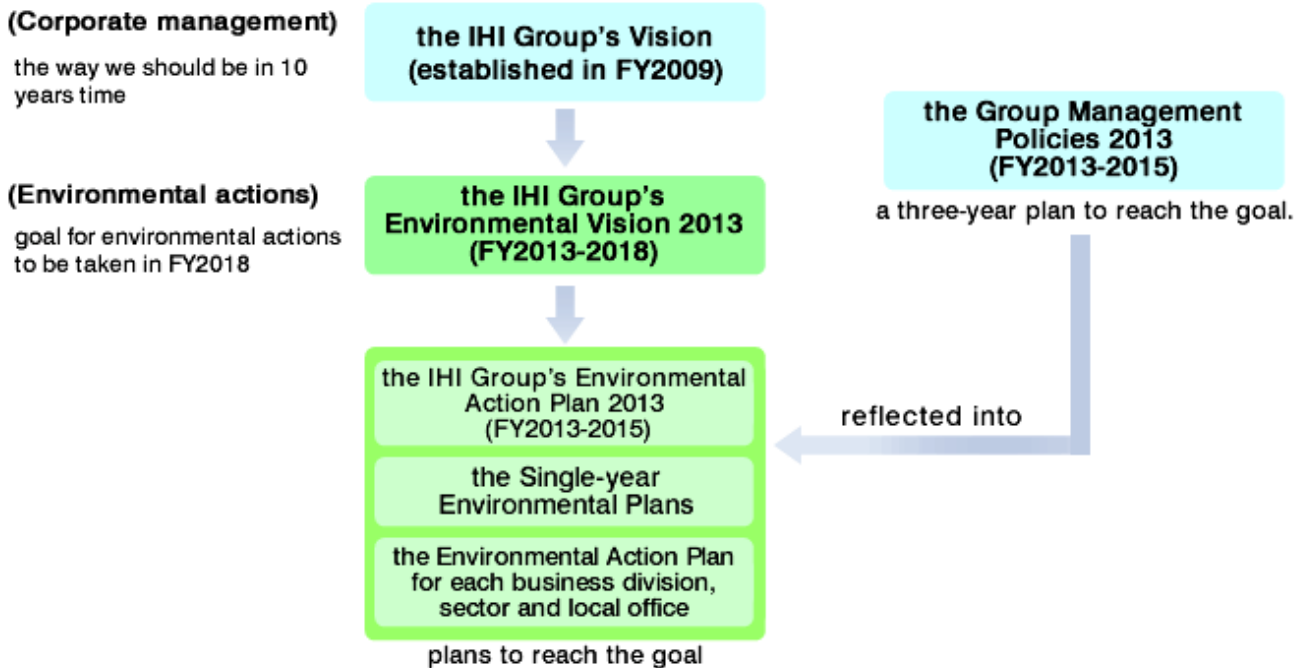 (Corporate management)
the way we should be in 10
years time
the IHI Group's Vision
(established in FY2009)
the Group Management
Policies 2013
(FY2013-2015)
a three-year plan to reach the goal.
(Environmental actions)
goal for environmental actions
to be taken in FY2018
the IHI Group's
Environmental Vision 2013
(FY2013-2018)
the IHI Group's Environmental
Action Plan 2013
(FY2013-2015)
reflected into
the Single-year
Environmental Plans
the Environmental Action Plan
for each business division,
sector and local office
plans to reach the goal